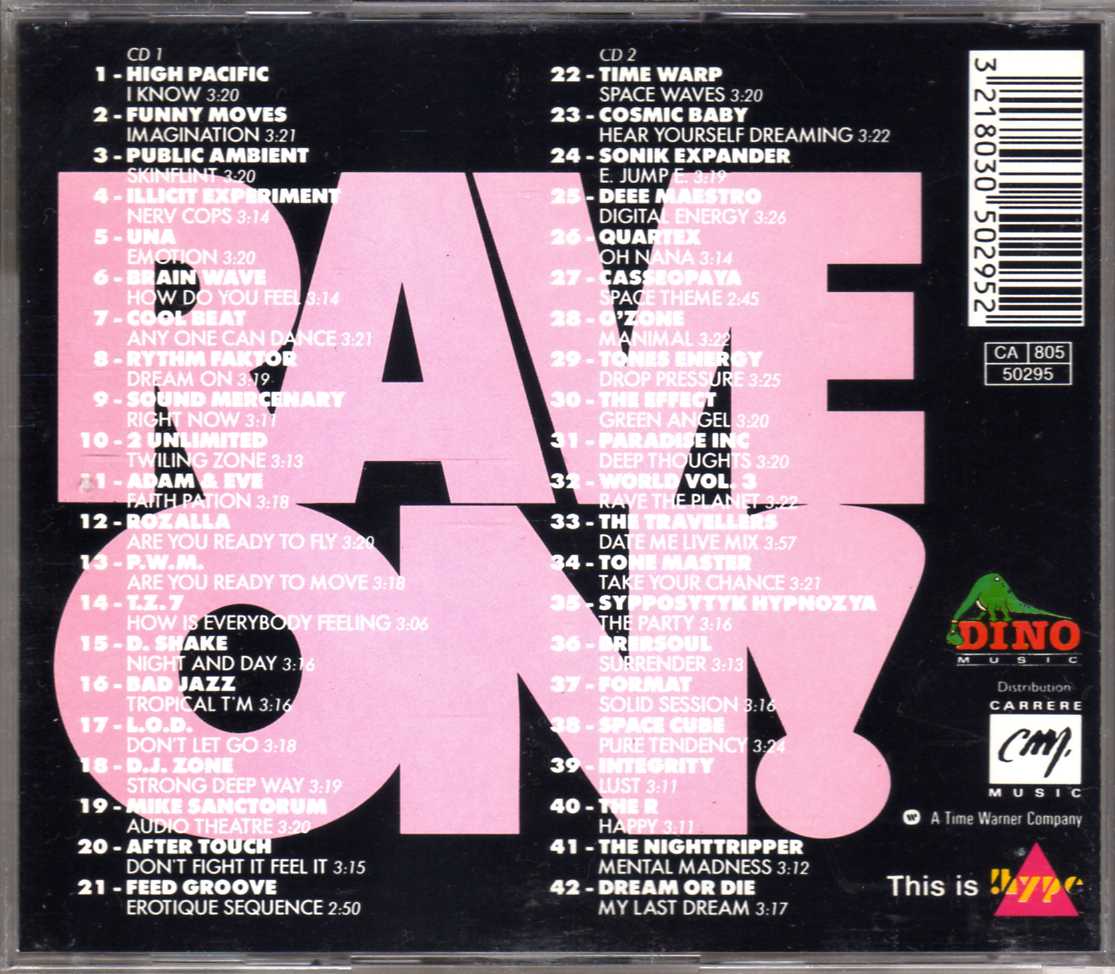 CD 1
1 - HIGH PACIFIC
I KNOW 3:20
2 - FUNNY MOVES
IMAGINATION 3:21
3 - PUBLIC AMBIENT
SKINFLINT 3:20
4 - ILLICIT EXPERIMENT
NERV COPS 3:14
5 - UNA
EMOTION 3:20
6 - BRAIN WAVE
HOW DO YOU FEEL 3:14
7 - COOL BEAT
ANY ONE CAN DANCE 3:21
8 - RYTHM FAKTOR
DREAM ON 3:19
9 - SOUND MERCENARY
RIGHT NOW 3:11
10 - 2 UNLIMITED
TWILING ZONE 3:13
11 - ADAM & EVE
FAITH PATION 3:18
12 - ROZALLA
ARE YOU READY TO FLY 3:20
13 - P.W.M.
ARE YOU READY TO MOVE 3:18
14 - T.Z. 7
HOW IS EVERYBODY FEELING 3:06
15 - D. SHAKE
NIGHT AND DAY 3:16
16 - BAD JAZZ
TROPICAL T'M 3:16
17 - L.O.D.
DON'T LET GO 3:18
18 - D.J. ZONE
STRONG DEEP WAY 3:19
19 - MIKE SANCTORUM
AUDIO THEATRE 3:20
20 - AFTER TOUCH
DON'T FIGHT IT FEEL IT 3:15
21 - FEED GROOVE
EROTIQUE SEQUENCE 2:50
CD 2
22 - TIME WARP
SPACE WAVES 3:20
23 - COSMIC BABY
HEAR YOURSELF DREAMING 3:22
24 - SONIK EXPANDER
E. JUMP E. 3:19
25 - DEEE MAESTRO
DIGITAL ENERGY 3:26
26 - QUARTEX
OH NANA 3:14
27 - CASSEOPAYA
SPACE THEME 2:45
28 - O'ZONE
MANIMAL 3:22
29 - TONES ENERGY
DROP PRESSURE 3:25
30 - THE EFFECT
GREEN ANGEL 3:20
31 - PARADISE INC
DEEP THOUGHTS 3:20
32 - WORLD VOL. 3
RAVE THE PLANET 3:22
33 - THE TRAVELLERS
DATE ME LIVE MIX 3:57
34 - TONE MASTER
TAKE YOUR CHANCE 3:21
35 - SYPPOSYTYK HYPNOZYA
THE PARTY 3:16
36 - BRERSOUL
SURRENDER 3:13
37 - FORMAT
SOLID SESSION 3:16
38 - SPACE CUBE
PURE TENDENCY 3:24
39 - INTEGRITY
LUST 3:11
40 - THE R
HAPPY 3:11
41 - THE NIGHTTRIPPER
MENTAL MADNESS 3:12
42 - DREAM OR DIE
MY LAST DREAM 3:17
RAVE
ON!
3 218030 502952
CA 805
50295
DINO
MUSIC
Distribution
CARRERE
CM.
MUSIC
A Time Warner Company
This is !hype